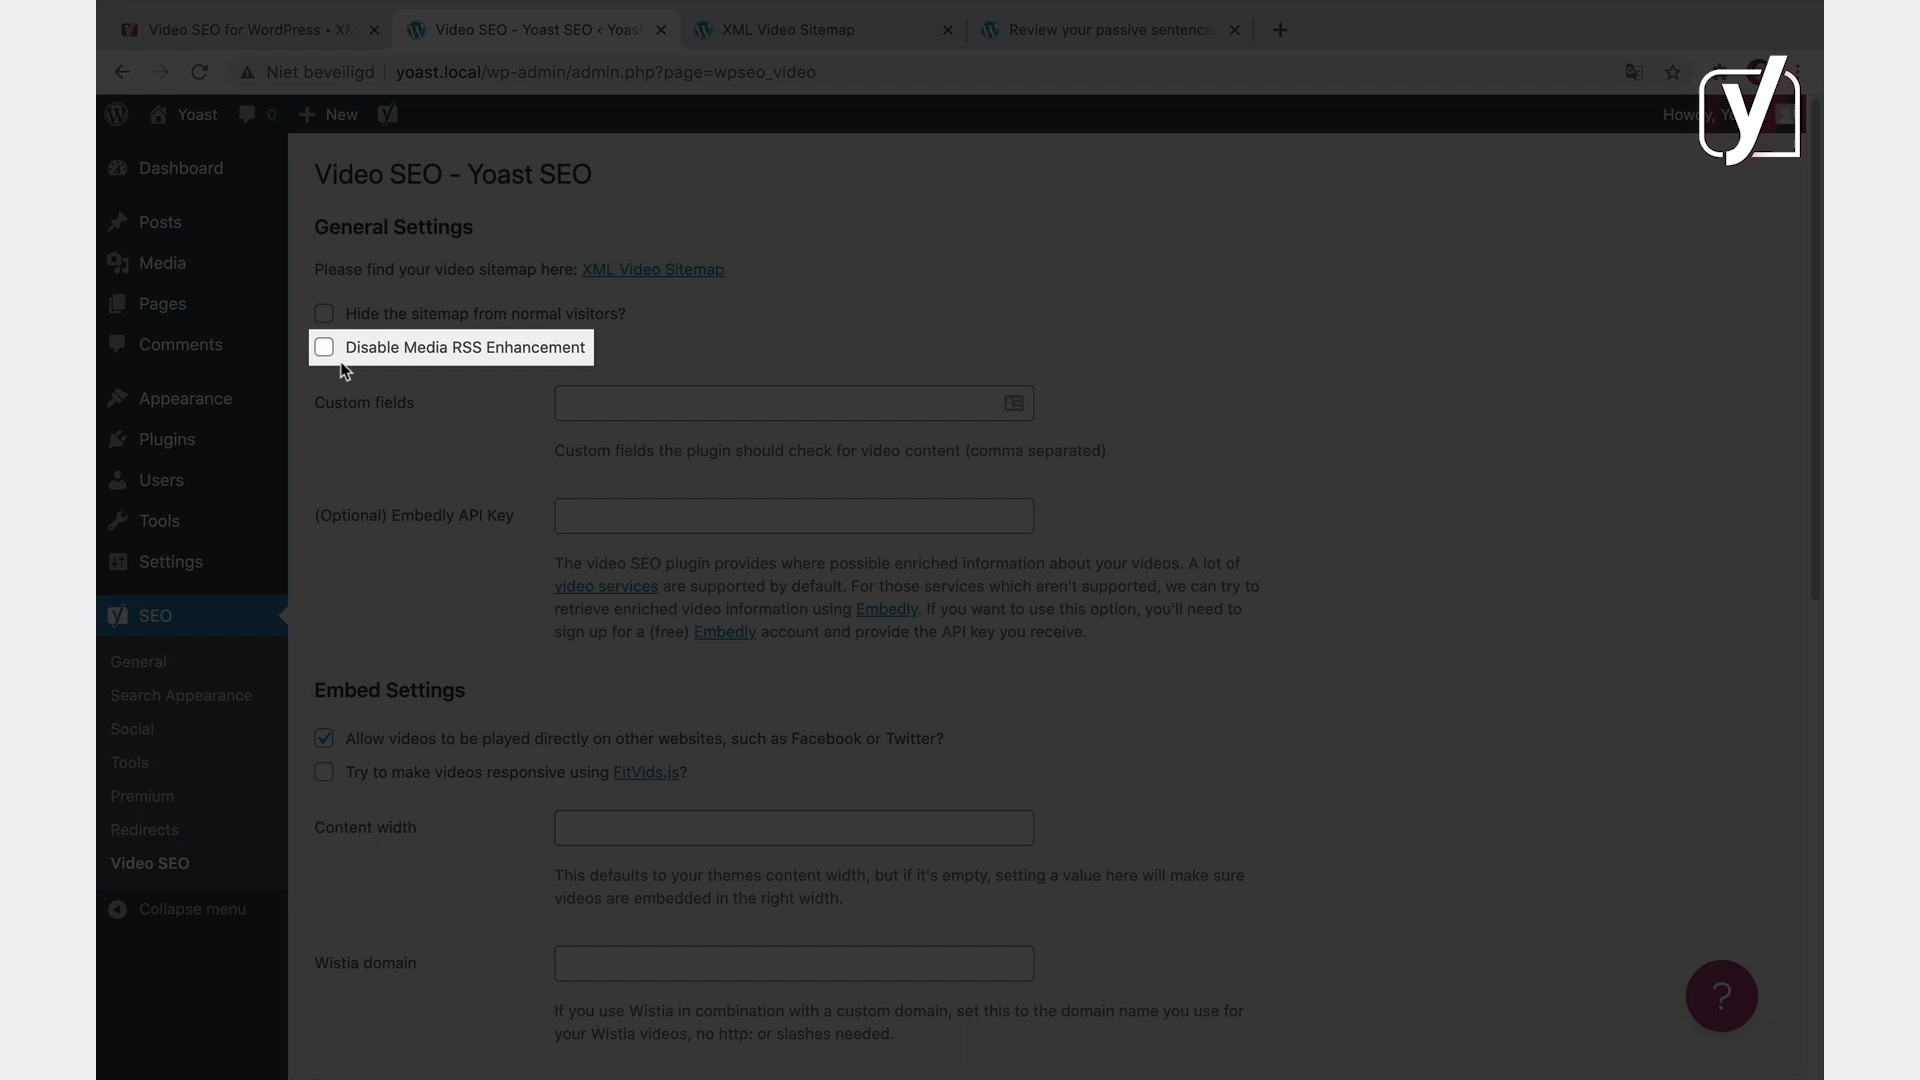 Video SEO for WordPress • XM
Video SEO - Yoast SEO ‹ Yoas
XML Video Sitemap
Review your passive sentence
Niet beveiligd
yoast.local/wp-admin/admin.php?page=wpseo_video
Yoast
0
New
Dashboard
Posts
Media
Pages
Comments
Appearance
Plugins
Users
Tools
Settings
SEO
General
Search Appearance
Social
Tools
Premium
Redirects
Video SEO
Collapse menu
Video SEO - Yoast SEO
General Settings
Please find your video sitemap here: XML Video Sitemap
Hide the sitemap from normal visitors?
Disable Media RSS Enhancement
Custom fields
Custom fields the plugin should check for video content (comma separated)
(Optional) Embedly API Key
The video SEO plugin provides where possible enriched information about your videos. A lot of
video services are supported by default. For those services which aren't supported, we can try to
retrieve enriched video information using Embedly. If you want to use this option, you'll need to
sign up for a (free) Embedly account and provide the API key you receive.
Embed Settings
Allow videos to be played directly on other websites, such as Facebook or Twitter?
Try to make videos responsive using FitVids.js?
Content width
This defaults to your themes content width, but if it's empty, setting a value here will make sure
videos are embedded in the right width.
Wistia domain
If you use Wistia in combination with a custom domain, set this to the domain name you use for
your Wistia videos, no http: or slashes needed.
y
?